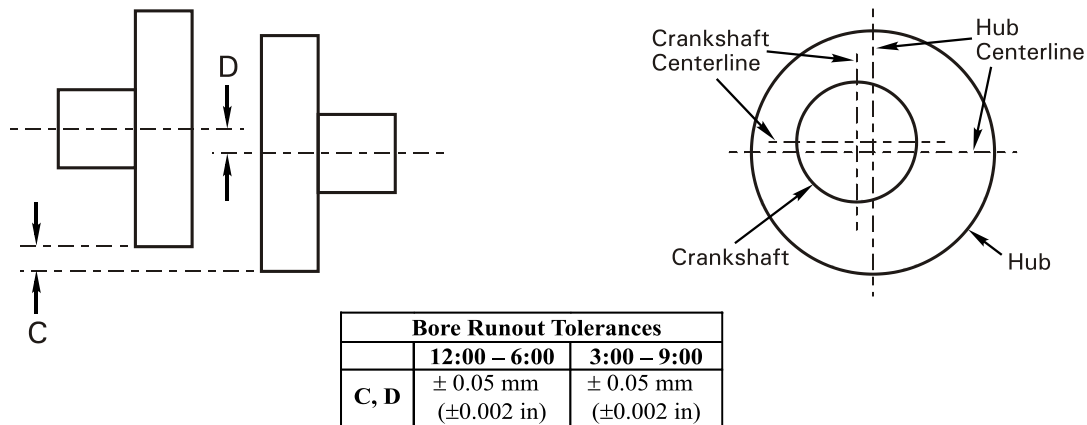 D
C
Crankshaft
Centerline
Hub
Centerline
Crankshaft
Hub
Bore Runout Tolerances
12:00 – 6:00 3:00 – 9:00
C, D ± 0.05 mm ± 0.05 mm
(±0.002 in) (±0.002 in)